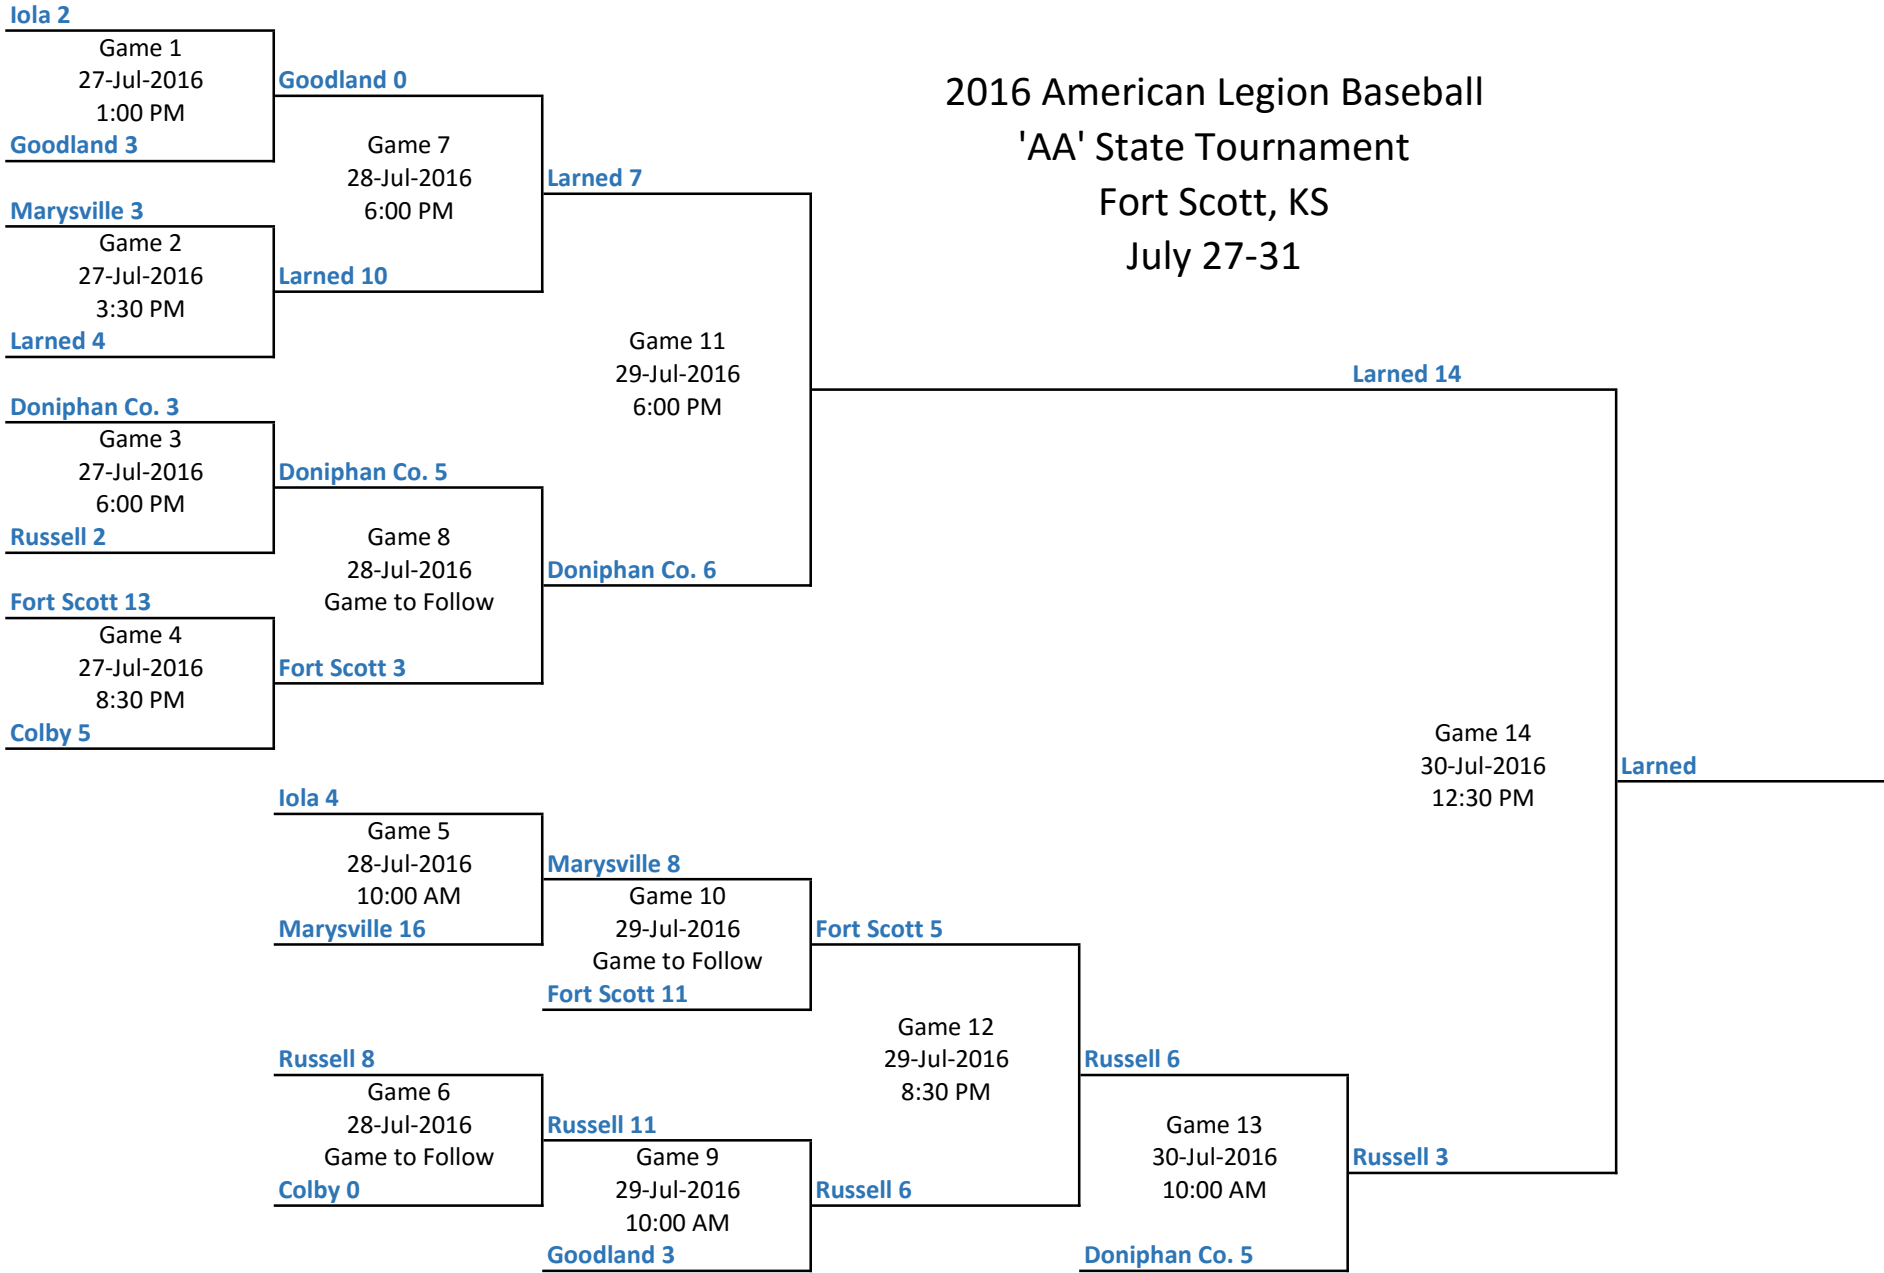 Iola 2
Game 1
27-Jul-2016
1:00 PM
Goodland 3
Marysville 3
Game 2
27-Jul-2016
3:30 PM
Larned 4
Doniphan Co. 3
Game 3
27-Jul-2016
6:00 PM
Russell 2
Fort Scott 13
Game 4
27-Jul-2016
8:30 PM
Colby 5
Goodland 0
Game 7
28-Jul-2016
6:00 PM
Larned 10
Doniphan Co. 5
Game 8
28-Jul-2016
Game to Follow
Fort Scott 3
Larned 7
Game 11
29-Jul-2016
6:00 PM
Doniphan Co. 6
2016 American Legion Baseball
'AA' State Tournament
Fort Scott, KS
July 27-31
Iola 4
Game 5
28-Jul-2016
10:00 AM
Marysville 16
Russell 8
Game 6
28-Jul-2016
Game to Follow
Colby 0
Marysville 8
Game 10
29-Jul-2016
Game to Follow
Fort Scott 11
Russell 11
Game 9
29-Jul-2016
10:00 AM
Goodland 3
Fort Scott 5
Game 12
29-Jul-2016
8:30 PM
Russell 6
Russell 6
Game 13
30-Jul-2016
10:00 AM
Doniphan Co. 5
Larned 14
Game 14
30-Jul-2016
12:30 PM
Russell 3
Larned